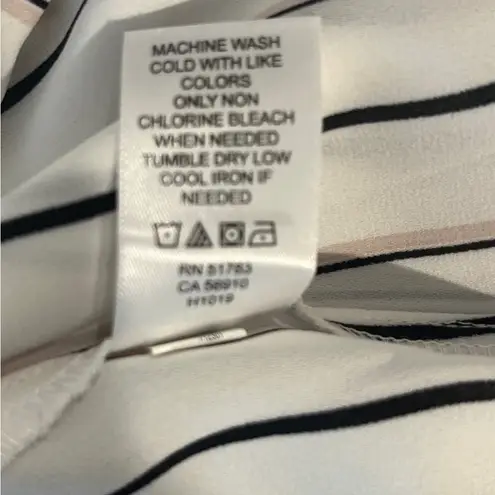 MACHINE WASH
COLD WITH LIKE
COLORS
ONLY NON
CHLORINE BLEACH
WHEN NEEDED
TUMBLE DRY LOW
COOL IRON IF
NEEDED
RN 51763
CA 56910
H1019